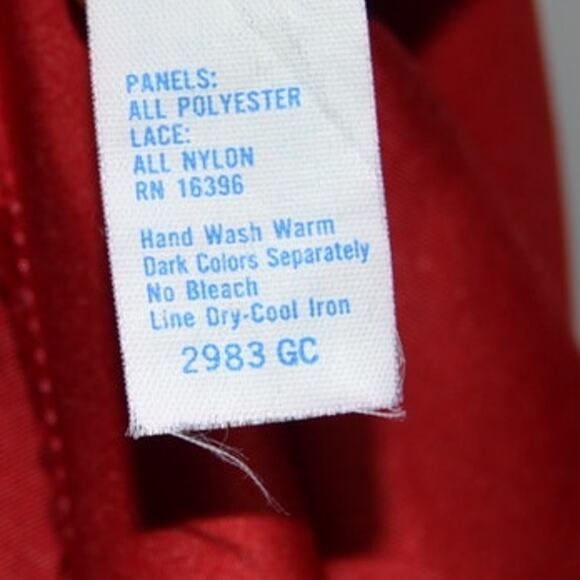 PANELS:
ALL POLYESTER
LACE:
ALL NYLON
RN 16396
Hand Wash Warm
Dark Colors Separately
No Bleach
Line Dry-Cool Iron
2983 GC